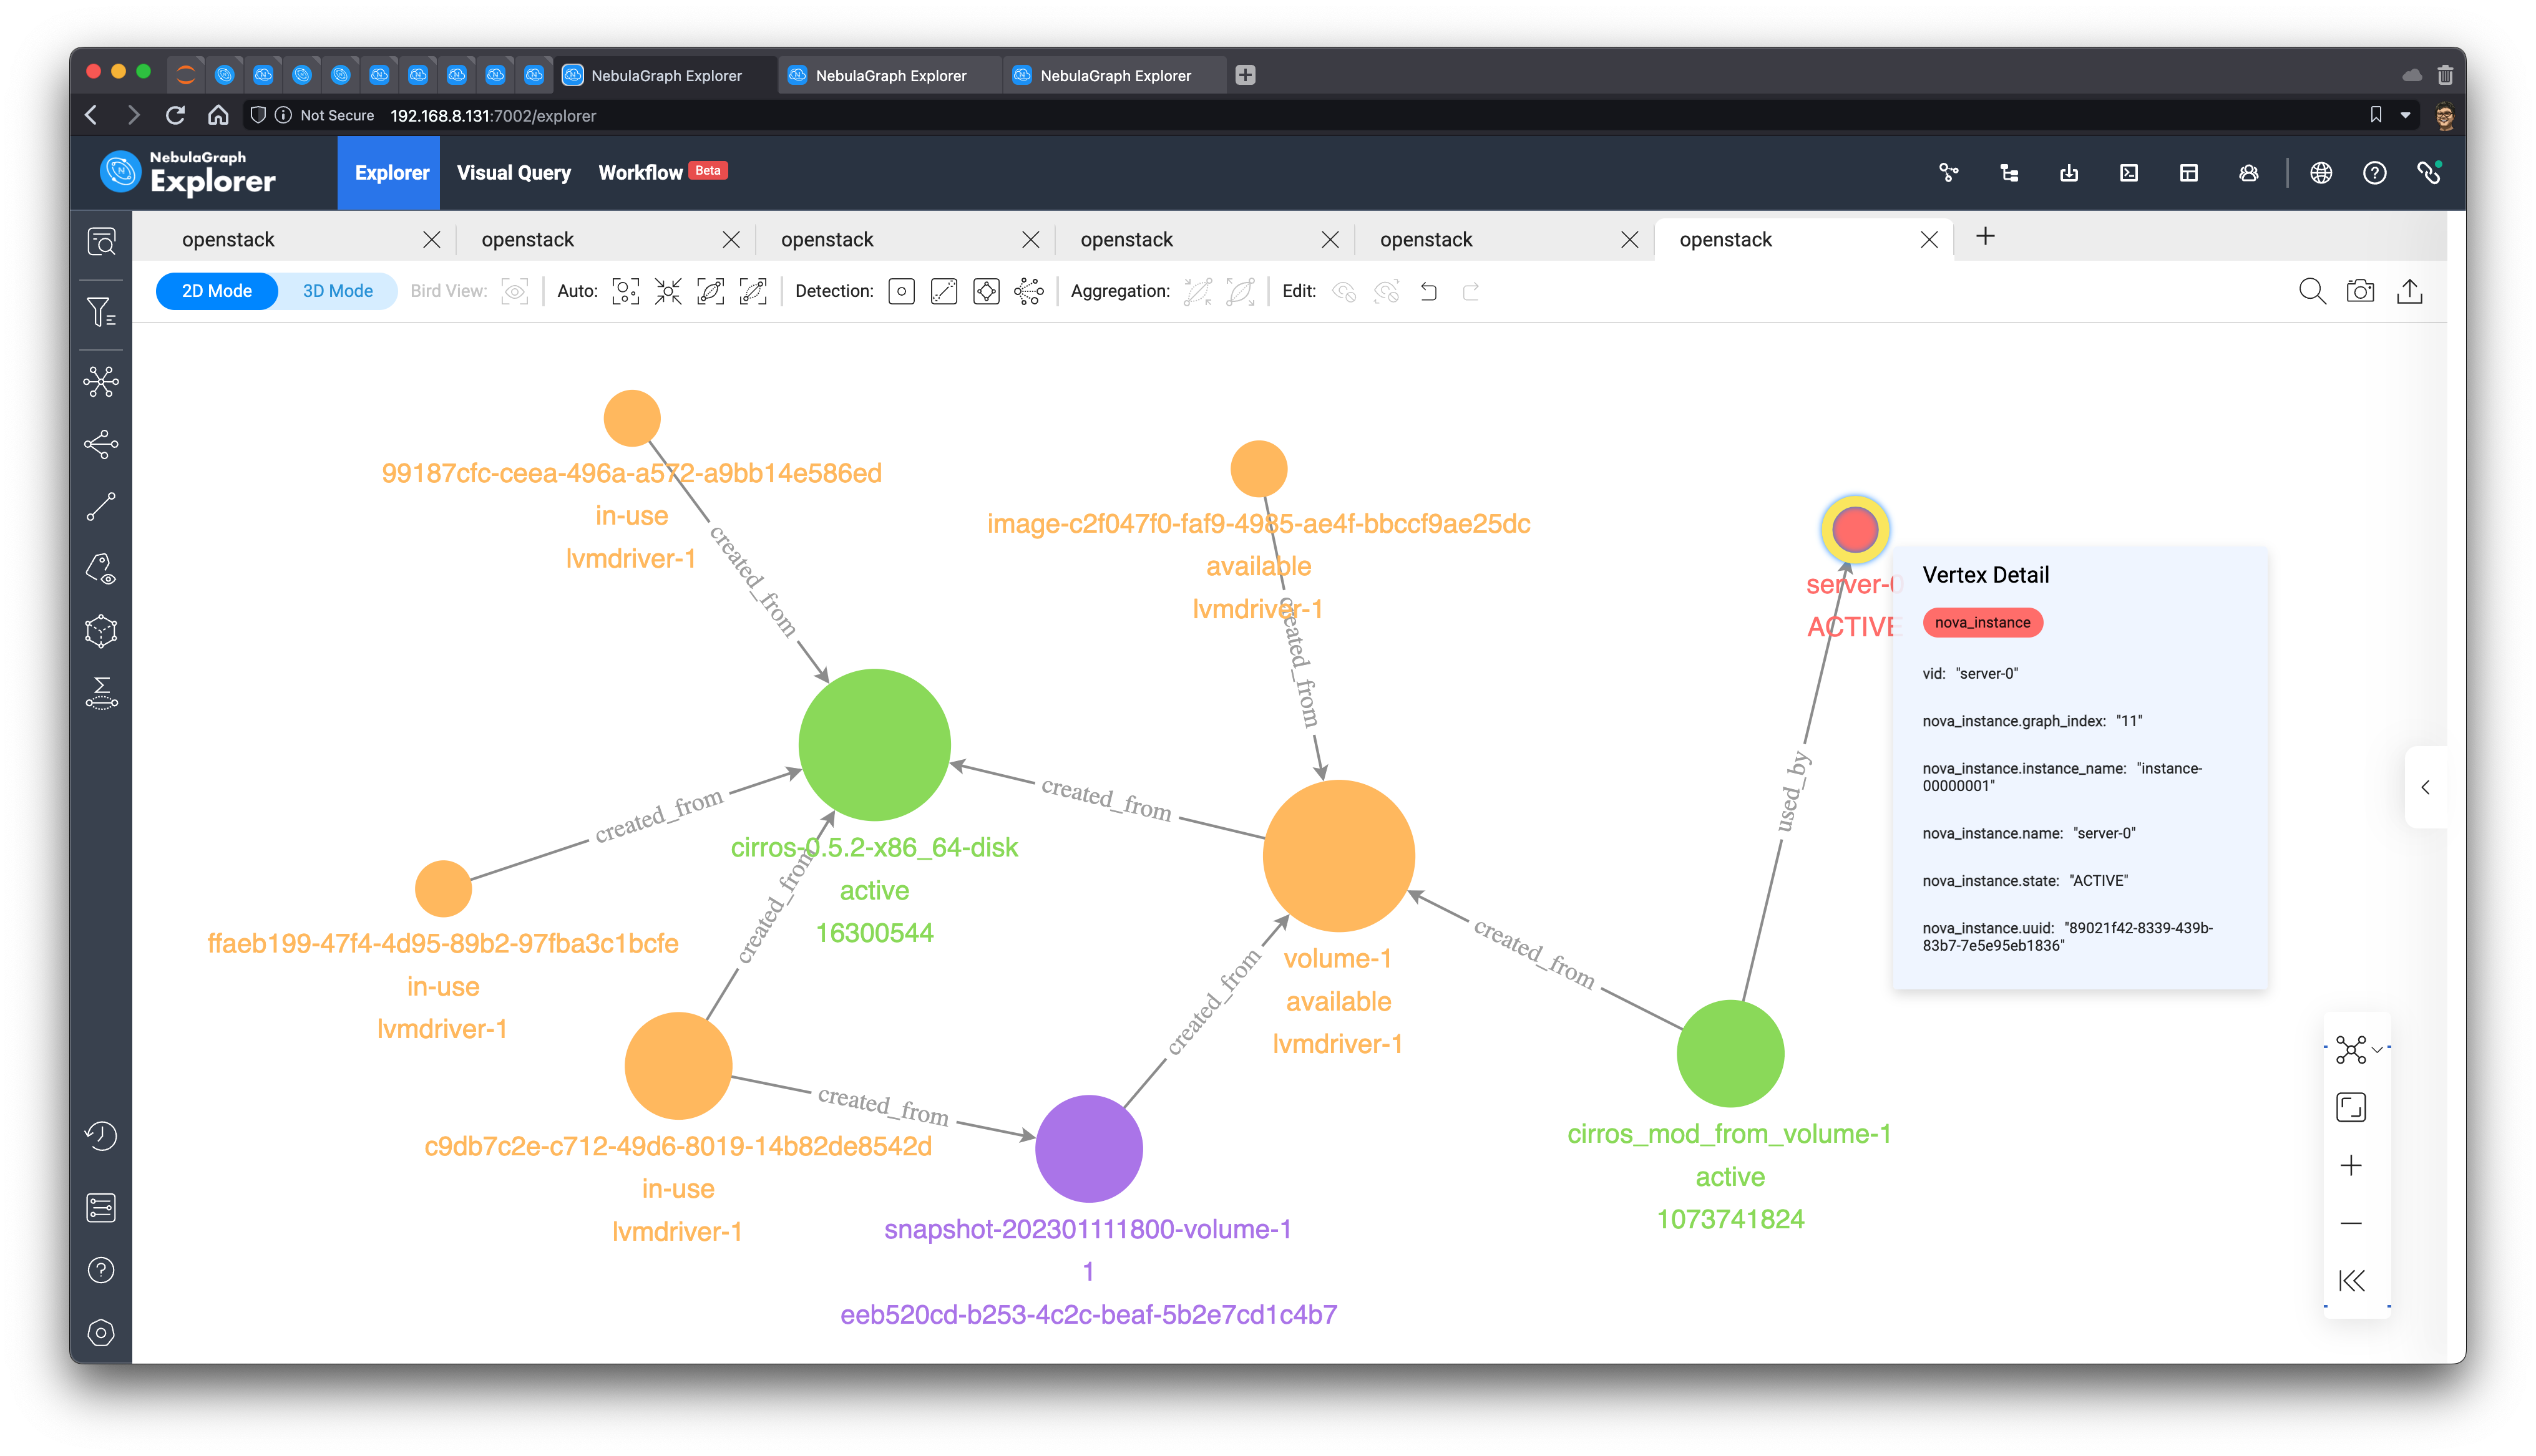 NebulaGraph Explorer
NebulaGraph Explorer
NebulaGraph Explorer
Not Secure 192.168.8.131:7002/explorer
NebulaGraph
Explorer
Explorer
Visual Query
Workflow Beta
openstack
openstack
openstack
openstack
openstack
openstack
2D Mode
3D Mode
Bird View:
Auto:
Detection:
Aggregation:
Edit:
99187cfc-ceea-496a-a572-a9bb14e586ed
in-use
lvmdriver-1
created_from
image-c2f047f0-faf9-4985-ae4f-bbccf9ae25dc
available
lvmdriver-1
created_from
server-0
ACTIVE
Vertex Detail
nova_instance
vid: "server-0"
nova_instance.graph_index: "11"
nova_instance.instance_name: "instance-
00000001"
nova_instance.name: "server-0"
nova_instance.state: "ACTIVE"
nova_instance.uuid: "89021f42-8339-439b-
83b7-7e5e95eb1836"
used_by
created_from
created_from
cirros-0.5.2-x86_64-disk
active
16300544
created_from
ffaeb199-47f4-4d95-89b2-97fba3c1bcfe
in-use
lvmdriver-1
volume-1
available
lvmdriver-1
created_from
created_from
created_from
c9db7c2e-c712-49d6-8019-14b82de8542d
in-use
lvmdriver-1
snapshot-202301111800-volume-1
1
eeb520cd-b253-4c2c-beaf-5b2e7cd1c4b7
cirros_mod_from_volume-1
active
1073741824